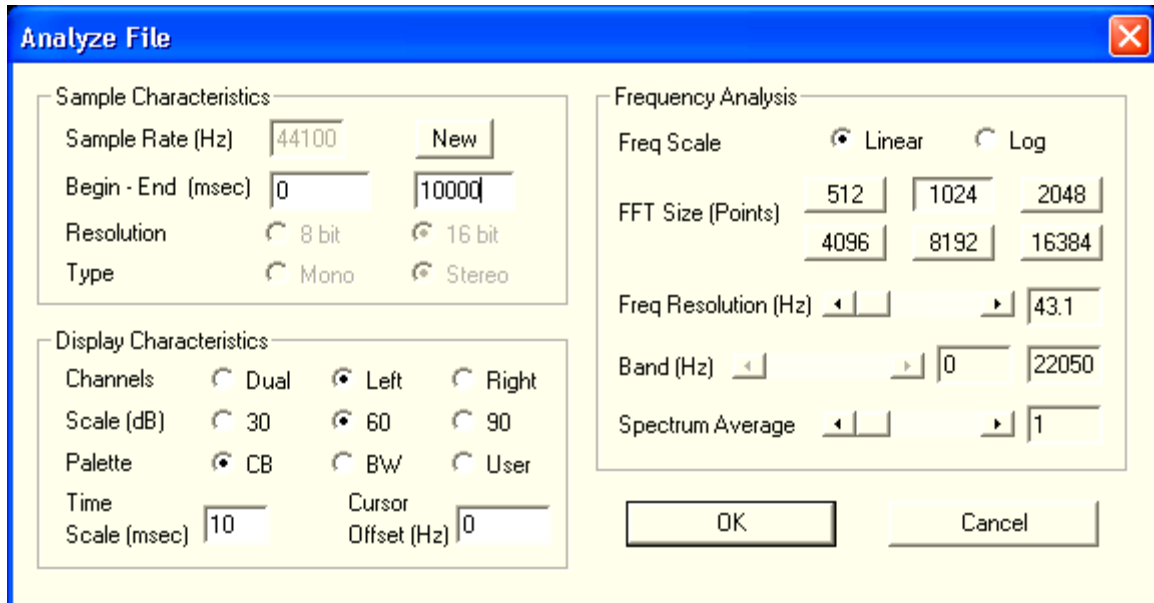 Analyze File
Sample Characteristics
Sample Rate (Hz) 44100 New
Begin - End (msec) 0 10000
Resolution 8 bit 16 bit
Type Mono Stereo
Display Characteristics
Channels Dual Left Right
Scale (dB) 30 60 90
Palette CB BW User
Time
Scale (msec) 10
Cursor
Offset (Hz) 0
Frequency Analysis
Freq Scale Linear Log
FFT Size (Points)
512 1024 2048
4096 8192 16384
Freq Resolution (Hz) 43.1
Band (Hz) 0 22050
Spectrum Average 1
OK Cancel